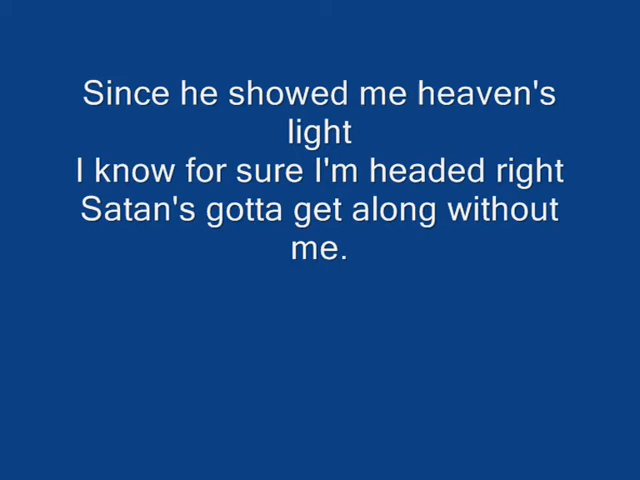 Since he showed me heaven's
light
I know for sure I'm headed right
Satan's gotta get along without
me.